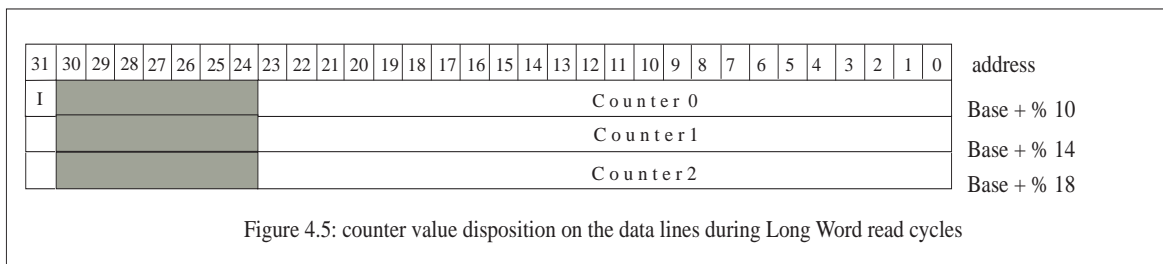 31 30 29 28 27 26 25 24 23 22 21 20 19 18 17 16 15 14 13 12 11 10 9 8 7 6 5 4 3 2 1 0 address
I Counter 0 Base + % 10
Counter1 Base + % 14
Counter2 Base + % 18
Figure 4.5: counter value disposition on the data lines during Long Word read cycles